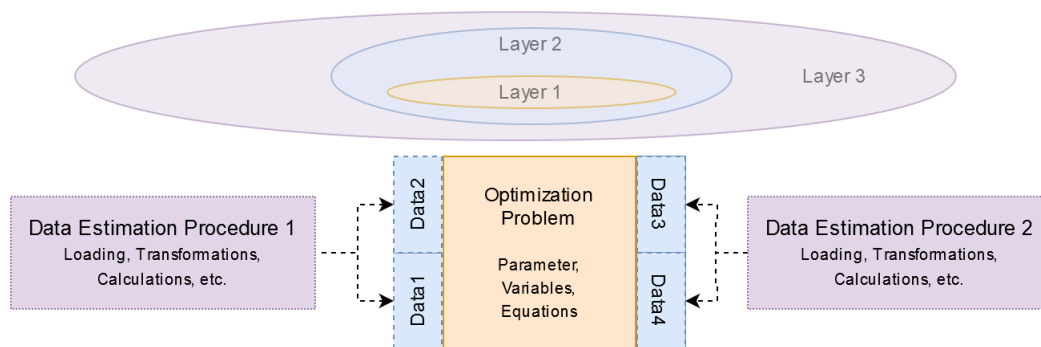 Layer 2
Layer 3
Layer 1
Data Estimation Procedure 1
Loading, Transformations,
Calculations, etc.
Data2
Data1
Optimization
Problem
Parameter,
Variables,
Equations
Data3
Data4
Data Estimation Procedure 2
Loading, Transformations,
Calculations, etc.